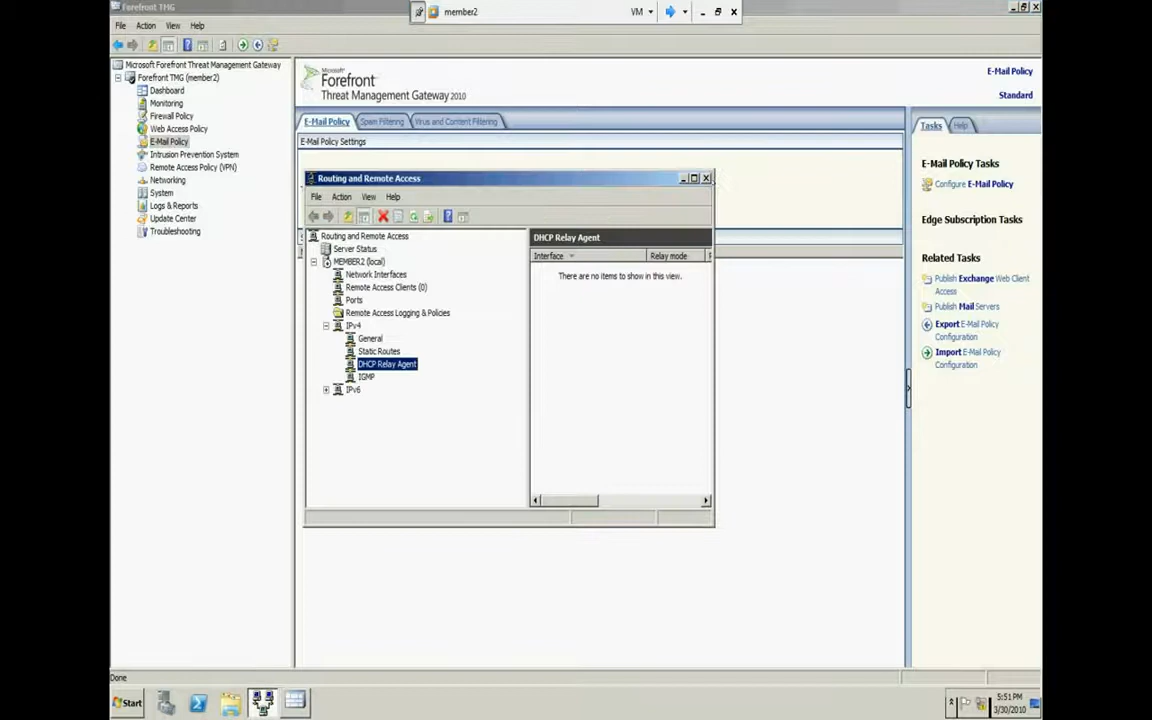 Forefront TMG
member2
VM
File Action View Help
Microsoft Forefront Threat Management Gateway
Forefront TMG (member2)
Dashboard
Monitoring
Firewall Policy
Web Access Policy
E-Mail Policy
Intrusion Prevention System
Remote Access Policy (VPN)
Networking
System
Logs & Reports
Update Center
Troubleshooting
Microsoft
Forefront
Threat Management Gateway 2010
E-Mail Policy
Standard
E-Mail Policy Spam Filtering Virus and Content Filtering
E-Mail Policy Settings
Routing and Remote Access
File Action View Help
Routing and Remote Access
Server Status
MEMBER2 (local)
Network Interfaces
Remote Access Clients (0)
Ports
Remote Access Logging & Policies
IPv4
General
Static Routes
DHCP Relay Agent
IGMP
IPv6
DHCP Relay Agent
Interface Relay mode
There are no items to show in this view.
Tasks Help
E-Mail Policy Tasks
Configure E-Mail Policy
Edge Subscription Tasks
Related Tasks
Publish Exchange Web Client
Access
Publish Mail Servers
Export E-Mail Policy
Configuration
Import E-Mail Policy
Configuration
Done
Start
5:51 PM
3/30/2010